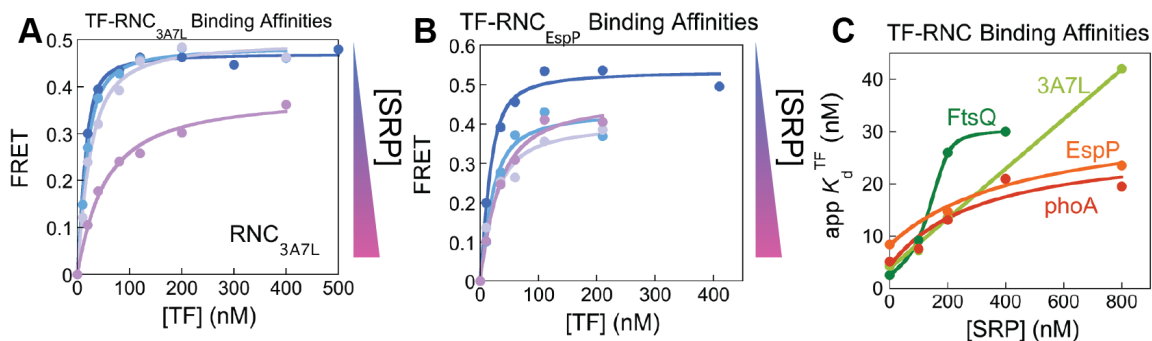 A
TF-RNC3A7L Binding Affinities
FRET
0.5
0.4
0.3
0.2
0.1
0
0 100 200 300 400 500
[TF] (nM)
RNC3A7L
[SRP]
B
TF-RNCEspP Binding Affinities
FRET
0.6
0.5
0.4
0.3
0.2
0.1
0.0
0 100 200 300 400
[TF] (nM)
[SRP]
C
TF-RNC Binding Affinities
app KdTF (nM)
40
30
20
10
0
0 200 400 600 800
[SRP] (nM)
3A7L
FtsQ
EspP
phoA